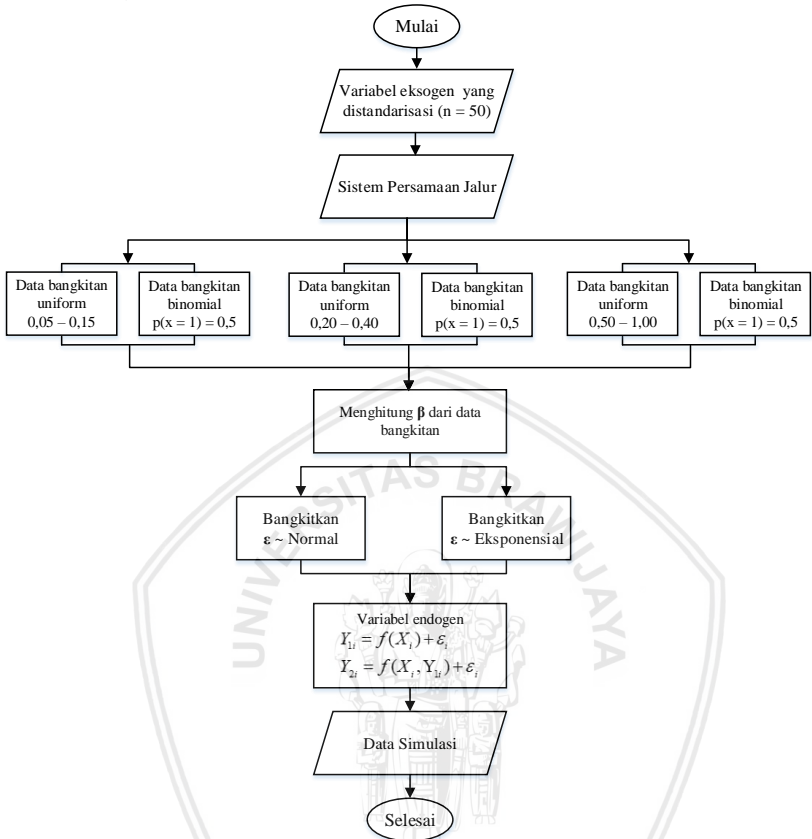 Mulai
Variabel eksogen yang
distandarisasi (n = 50)
Sistem Persamaan Jalur
Data bangkitan
uniform
0,05 – 0,15
Data bangkitan
binomial
p(x = 1) = 0,5
Data bangkitan
uniform
0,20 – 0,40
Data bangkitan
binomial
p(x = 1) = 0,5
Data bangkitan
uniform
0,50 – 1,00
Data bangkitan
binomial
p(x = 1) = 0,5
Menghitung β dari data
bangkitan
UNIVERSITAS BRAWIJAYA
Bangkitkan
ε ~ Normal
Bangkitkan
ε ~ Eksponensial
Variabel endogen
Y₁ᵢ = f(Xᵢ) + εᵢ
Y₂ᵢ = f(Xᵢ, Y₁ᵢ) + εᵢ
Data Simulasi
Selesai